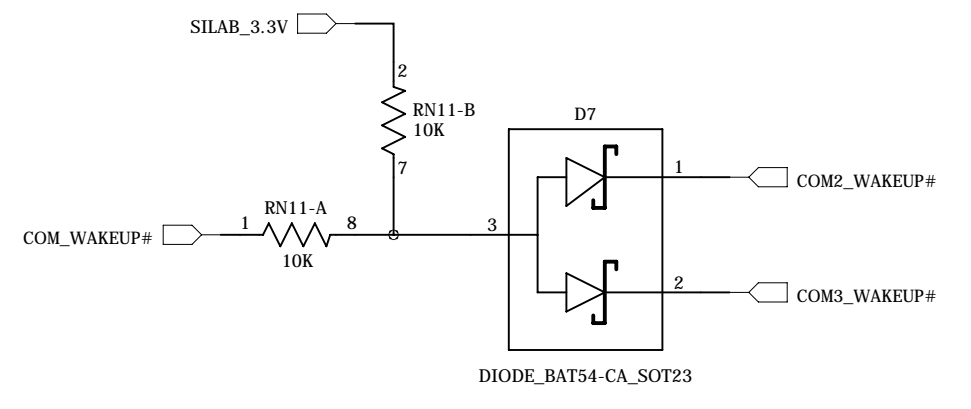 SILAB_3.3V
2
RN11-B
10K
D7
7
1
COM2_WAKEUP#
RN11-A
COM_WAKEUP#
1
8
3
10K
2
COM3_WAKEUP#
DIODE_BAT54-CA_SOT23